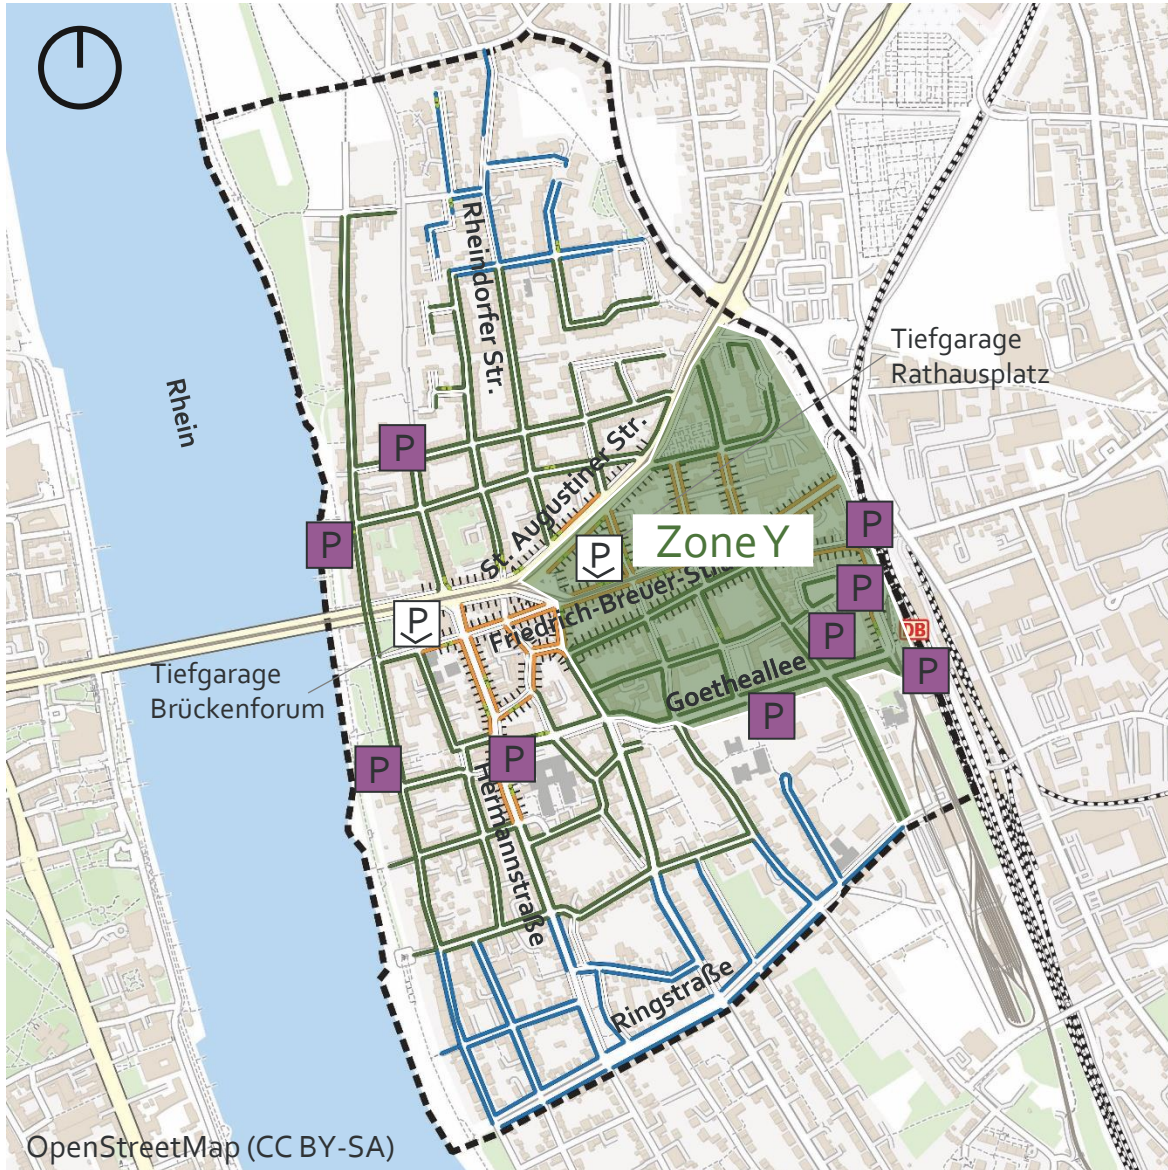 Rheindorfer Str.
Tiefgarage
Rathausplatz
Rhein
P
St. Augustiner Str.
P
P
Zone Y
P
P
Friedrich-Breuer-Str
P
P
DB
P
Tiefgarage
Brückenforum
Goetheallee
P
P
P
Hermannstraße
Ringstraße
OpenStreetMap (CC BY-SA)